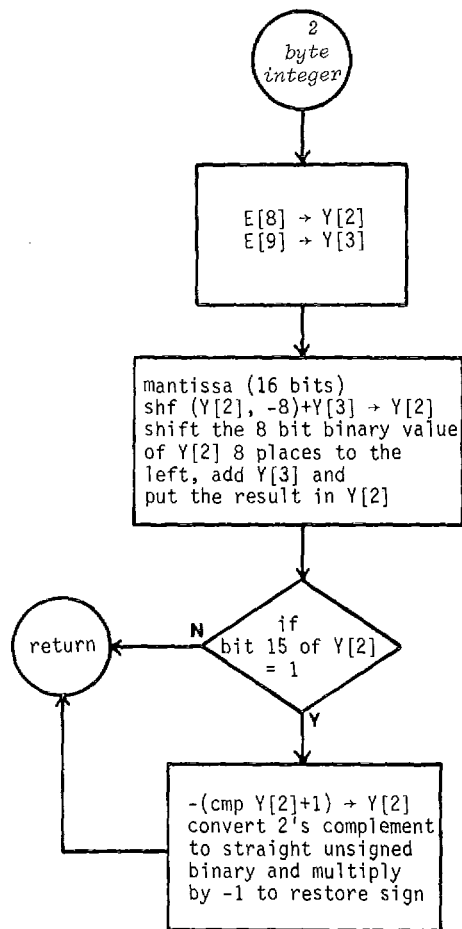 2
byte
integer
E[8] → Y[2]
E[9] → Y[3]
mantissa (16 bits)
shf (Y[2], -8)+Y[3] → Y[2]
shift the 8 bit binary value
of Y[2] 8 places to the
left, add Y[3] and
put the result in Y[2]
if
bit 15 of Y[2]
= 1
N
return
Y
-(cmp Y[2]+1) → Y[2]
convert 2's complement
to straight unsigned
binary and multiply
by -1 to restore sign